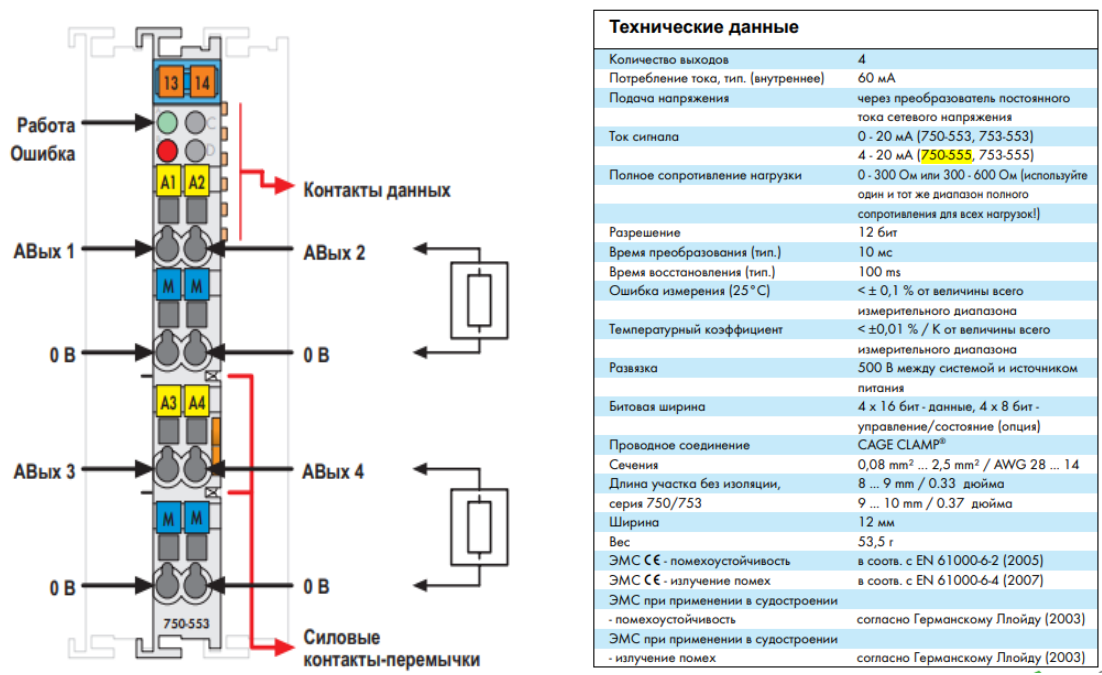 13 14
C
D
Работа
Ошибка
A1 A2
Контакты данных
АВых 1
АВых 2
M M
0 В
0 В
A3 A4
АВых 3
АВых 4
M M
0 В
0 В
750-553
Силовые
контакты-перемычки
Технические данные
Количество выходов 4
Потребление тока, тип. (внутреннее) 60 мА
Подача напряжения через преобразователь постоянного
тока сетевого напряжения
Ток сигнала 0 - 20 мА (750-553, 753-553)
4 - 20 мА (750-555, 753-555)
Полное сопротивление нагрузки 0 - 300 Ом или 300 - 600 Ом (используйте
один и тот же диапазон полного
сопротивления для всех нагрузок!)
Разрешение 12 бит
Время преобразования (тип.) 10 мс
Время восстановления (тип.) 100 ms
Ошибка измерения (25°C) < ± 0,1 % от величины всего
измерительного диапазона
Температурный коэффициент < ±0,01 % / K от величины всего
измерительного диапазона
Развязка 500 В между системой и источником
питания
Битовая ширина 4 x 16 бит - данные, 4 x 8 бит -
управление/состояние (опция)
Проводное соединение CAGE CLAMP®
Сечения 0,08 mm² ... 2,5 mm² / AWG 28 ... 14
Длина участка без изоляции, 8 ... 9 mm / 0.33 дюйма
серия 750/753 9 ... 10 mm / 0.37 дюйма
Ширина 12 мм
Вес 53,5 г
ЭМС CE - помехоустойчивость в соотв. с EN 61000-6-2 (2005)
ЭМС CE - излучение помех в соотв. с EN 61000-6-4 (2007)
ЭМС при применении в судостроении
- помехоустойчивость согласно Германскому Ллойду (2003)
ЭМС при применении в судостроении
- излучение помех согласно Германскому Ллойду (2003)